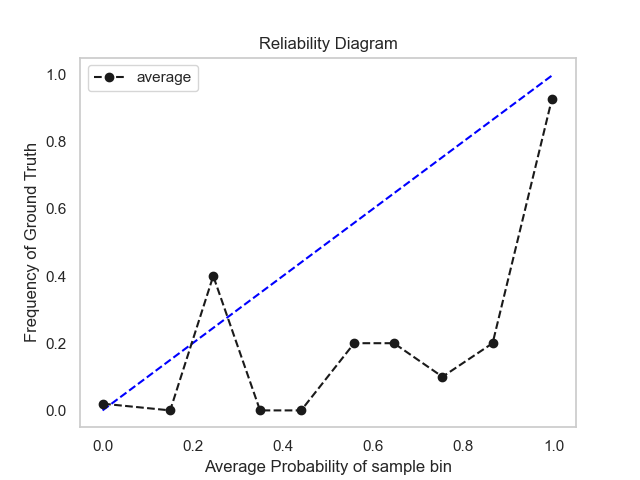 Reliability Diagram
average
Frequency of Ground Truth
1.0
0.8
0.6
0.4
0.2
0.0
0.0 0.2 0.4 0.6 0.8 1.0
Average Probability of sample bin